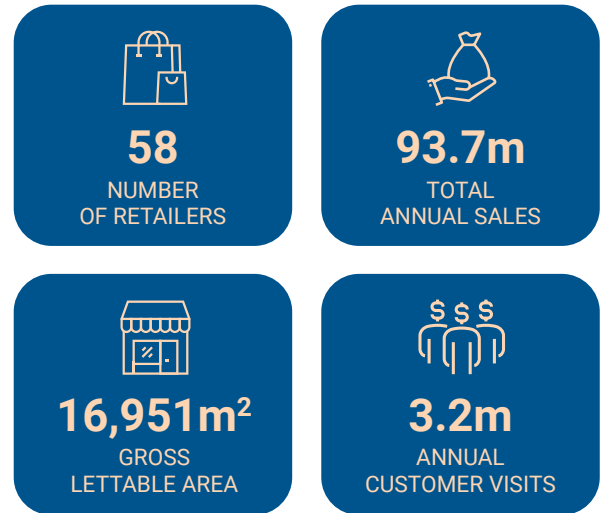 58
NUMBER
OF RETAILERS
93.7m
TOTAL
ANNUAL SALES
16,951m²
GROSS
LETTABLE AREA
$ $ $
3.2m
ANNUAL
CUSTOMER VISITS